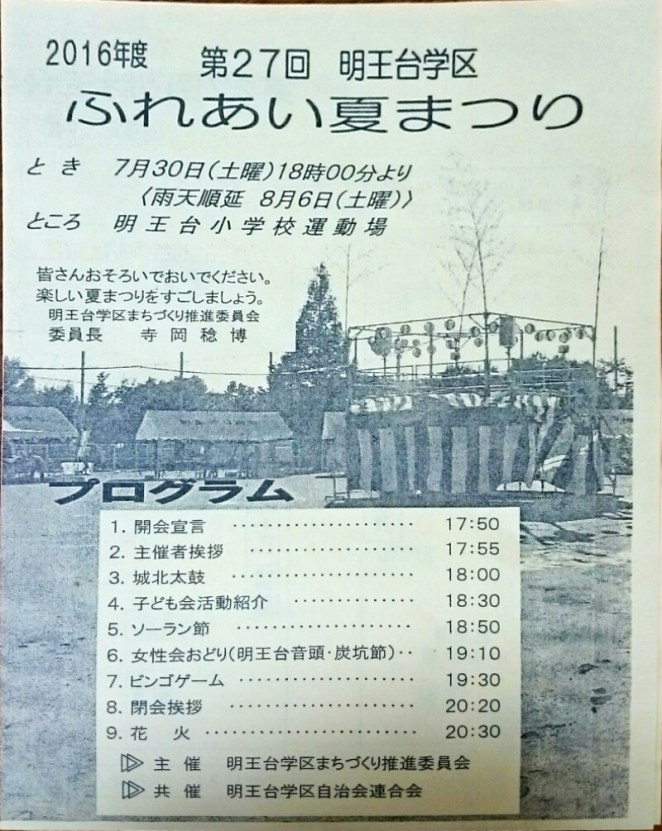 2016年度 第27回 明王台学区
ふれあい夏まつり
とき 7月30日(土曜)18時00分より
〈雨天順延 8月6日(土曜)〉
ところ 明王台小学校運動場
皆さんおそろいでおいでください。
楽しい夏まつりをすごしましょう。
明王台学区まちづくり推進委員会
委員長 寺岡稔博
プログラム
1. 開会宣言 ‥‥‥‥‥‥‥‥‥ 17:50
2. 主催者挨拶 ‥‥‥‥‥‥‥‥ 17:55
3. 城北太鼓 ‥‥‥‥‥‥‥‥‥ 18:00
4. 子ども会活動紹介 ‥‥‥‥‥‥ 18:30
5. ソーラン節 ‥‥‥‥‥‥‥‥‥ 18:50
6. 女性会おどり(明王台音頭・炭坑節)‥ 19:10
7. ビンゴゲーム ‥‥‥‥‥‥‥‥‥ 19:30
8. 閉会挨拶 ‥‥‥‥‥‥‥‥‥ 20:20
9. 花 火 ‥‥‥‥‥‥‥‥‥‥ 20:30
主催 明王台学区まちづくり推進委員会
共催 明王台学区自治会連合会